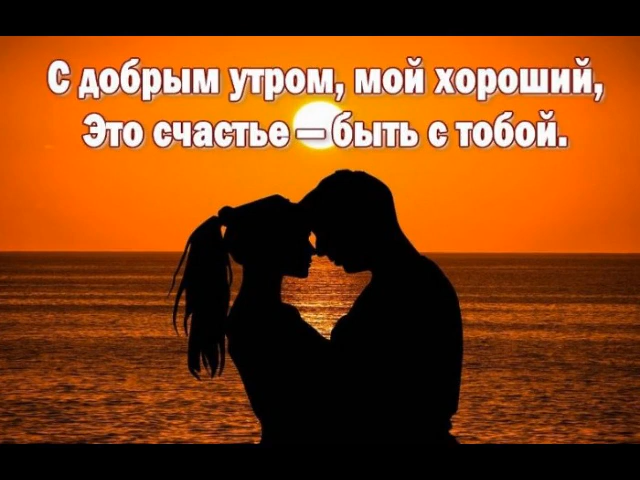 С добрым утром, мой хороший,
Это счастье – быть с тобой.